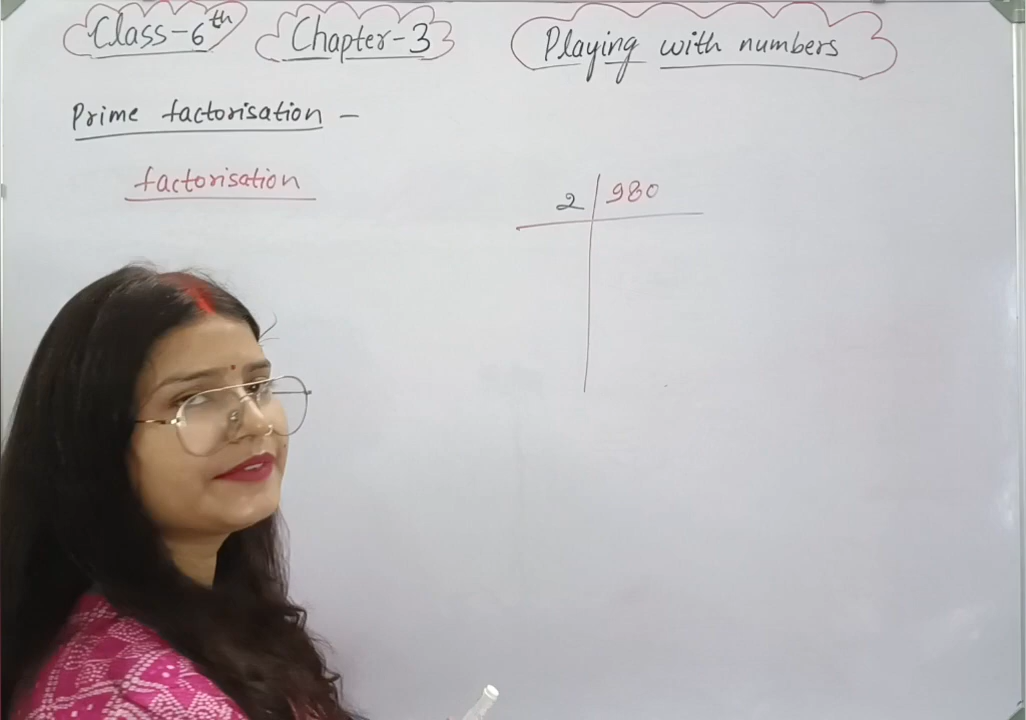 Class-6th Chapter-3 Playing with numbers
Prime factorisation -
factorisation
2 980